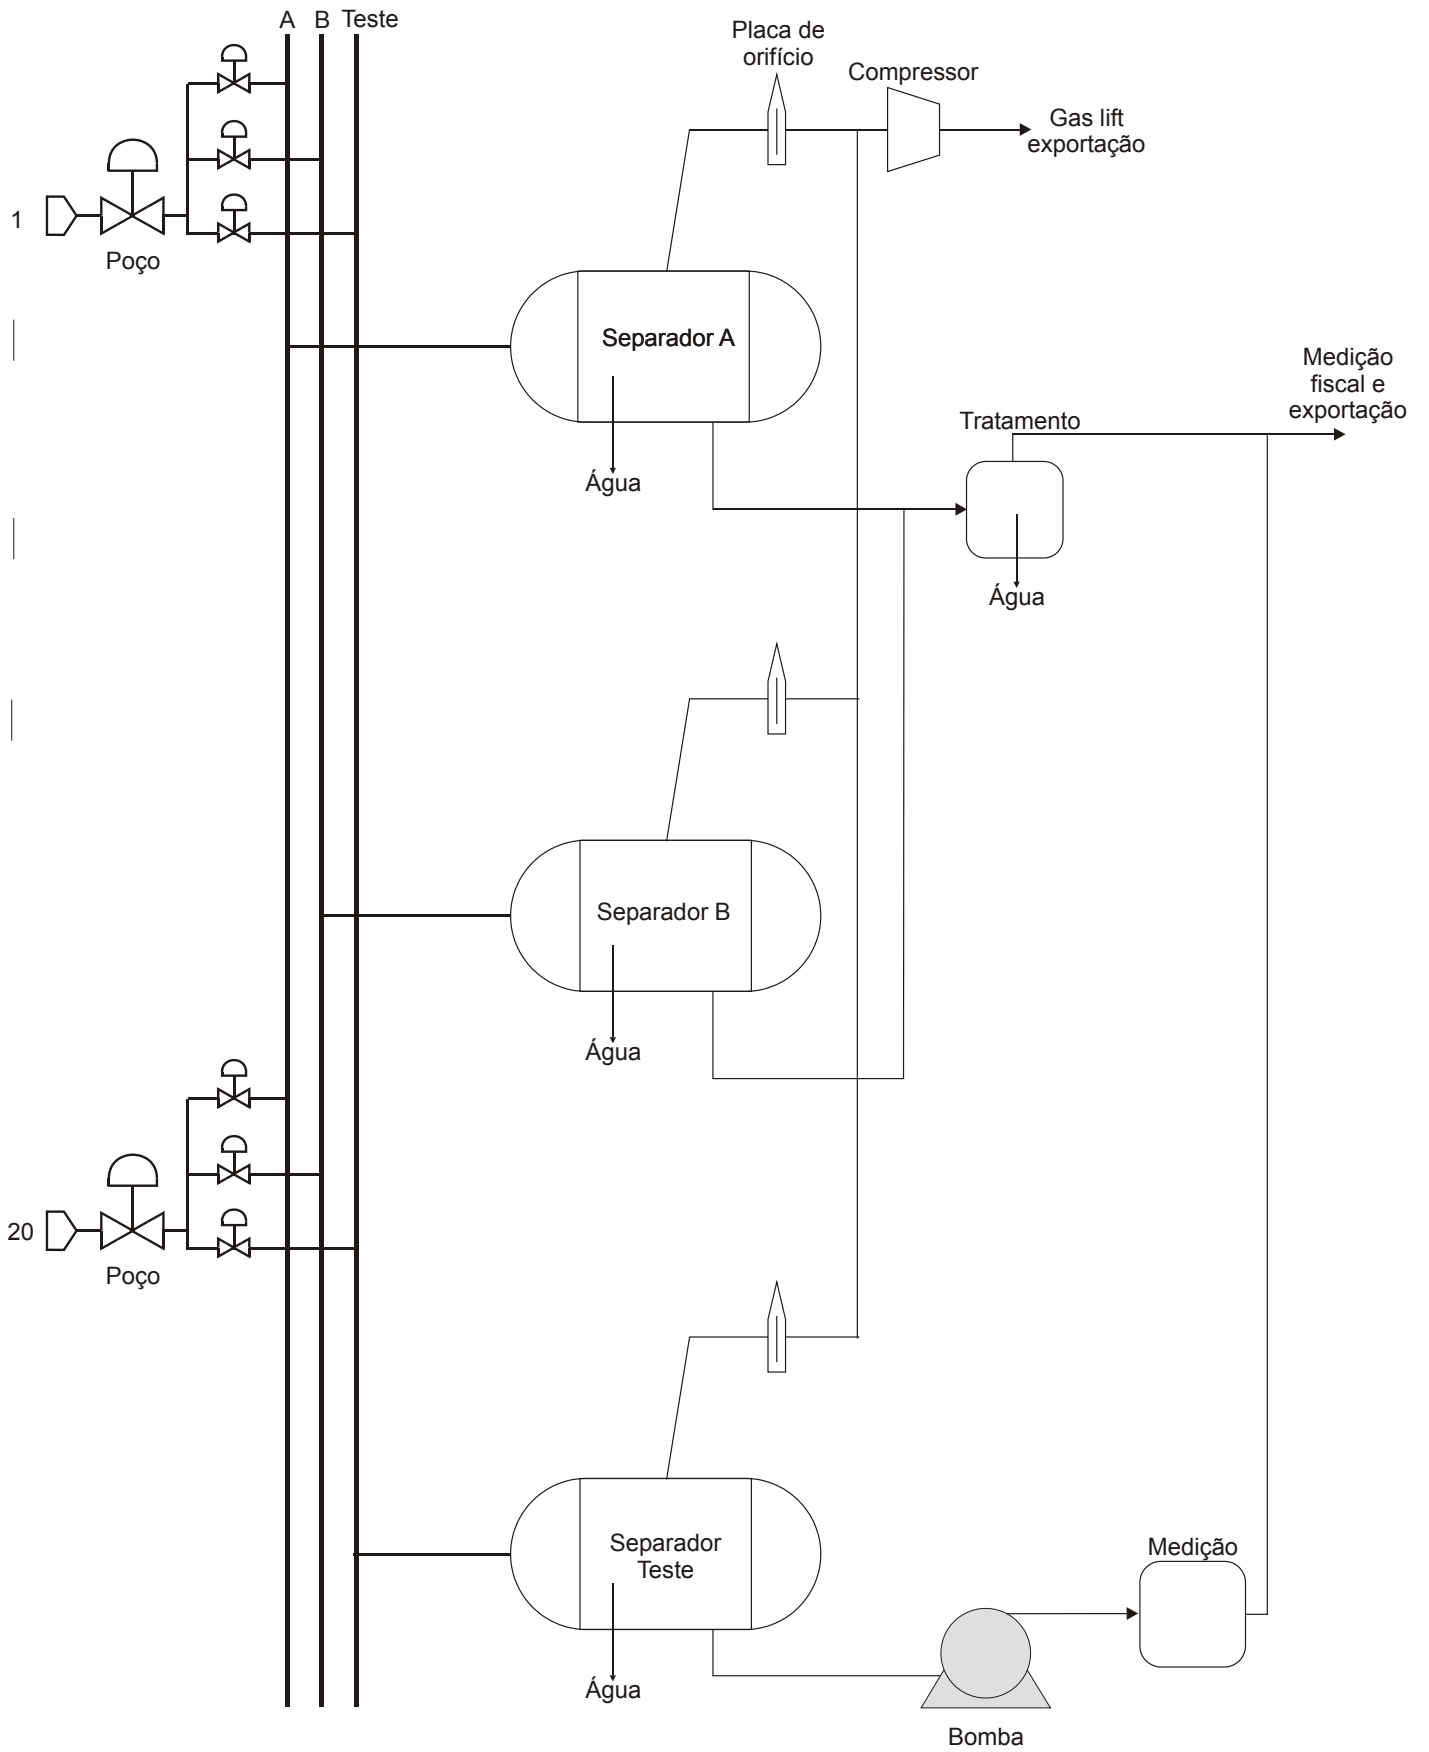 A B Teste
Placa de
orifício
Compressor
Gas lift
exportação
1
Poço
Separador A
Água
Medição
fiscal e
exportação
Tratamento
Água
Separador B
Água
20
Poço
Separador
Teste
Água
Medição
Bomba